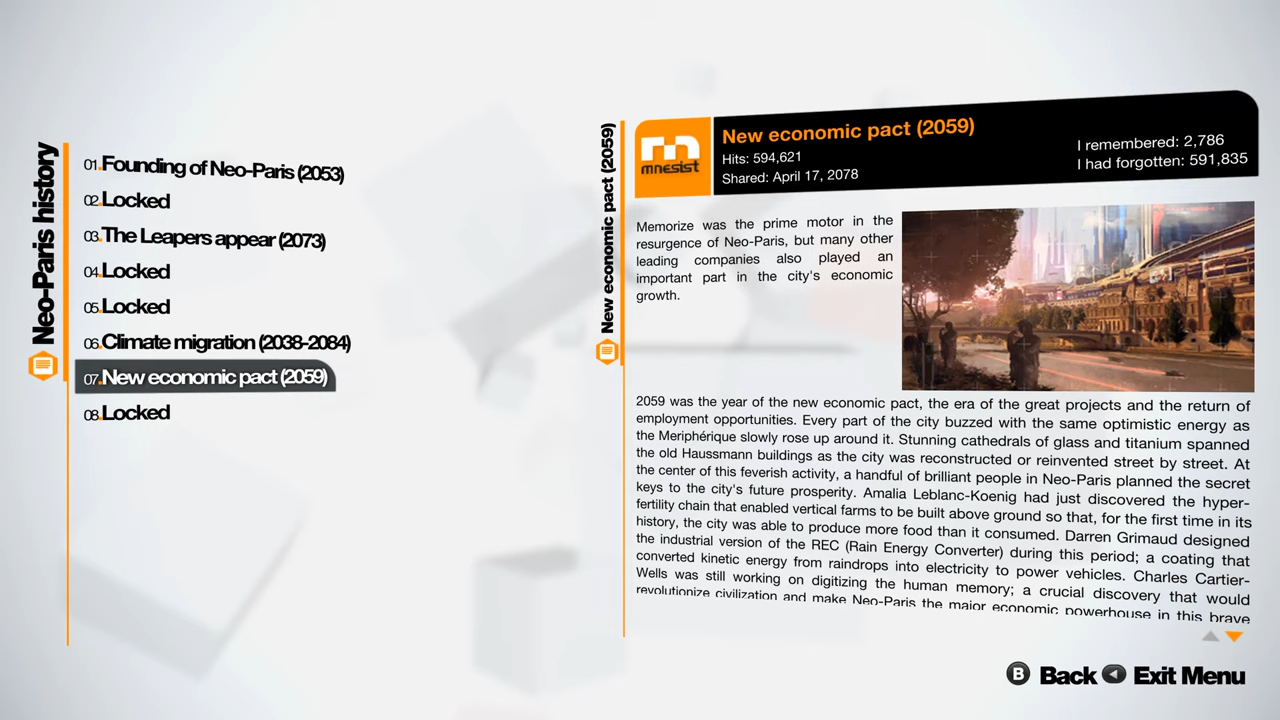 Neo-Paris history
01.Founding of Neo-Paris (2053)
02.Locked
03.The Leapers appear (2073)
04.Locked
05.Locked
06.Climate migration (2038-2084)
07.New economic pact (2059)
08.Locked
New economic pact (2059)
mnesist
New economic pact (2059)
Hits: 594,621
Shared: April 17, 2078
I remembered: 2,786
I had forgotten: 591,835
Memorize was the prime motor in the
resurgence of Neo-Paris, but many other
leading companies also played an
important part in the city's economic
growth.
2059 was the year of the new economic pact, the era of the great projects and the return of
employment opportunities. Every part of the city buzzed with the same optimistic energy as
the Meriphérique slowly rose up around it. Stunning cathedrals of glass and titanium spanned
the old Haussmann buildings as the city was reconstructed or reinvented street by street. At
the center of this feverish activity, a handful of brilliant people in Neo-Paris planned the secret
keys to the city's future prosperity. Amalia Leblanc-Koenig had just discovered the hyper-
fertility chain that enabled vertical farms to be built above ground so that, for the first time in its
history, the city was able to produce more food than it consumed. Darren Grimaud designed
the industrial version of the REC (Rain Energy Converter) during this period; a coating that
converted kinetic energy from raindrops into electricity to power vehicles. Charles Cartier-
Wells was still working on digitizing the human memory; a crucial discovery that would
revolutionize civilization and make Neo-Paris the major economic powerhouse in this brave
B Back Exit Menu